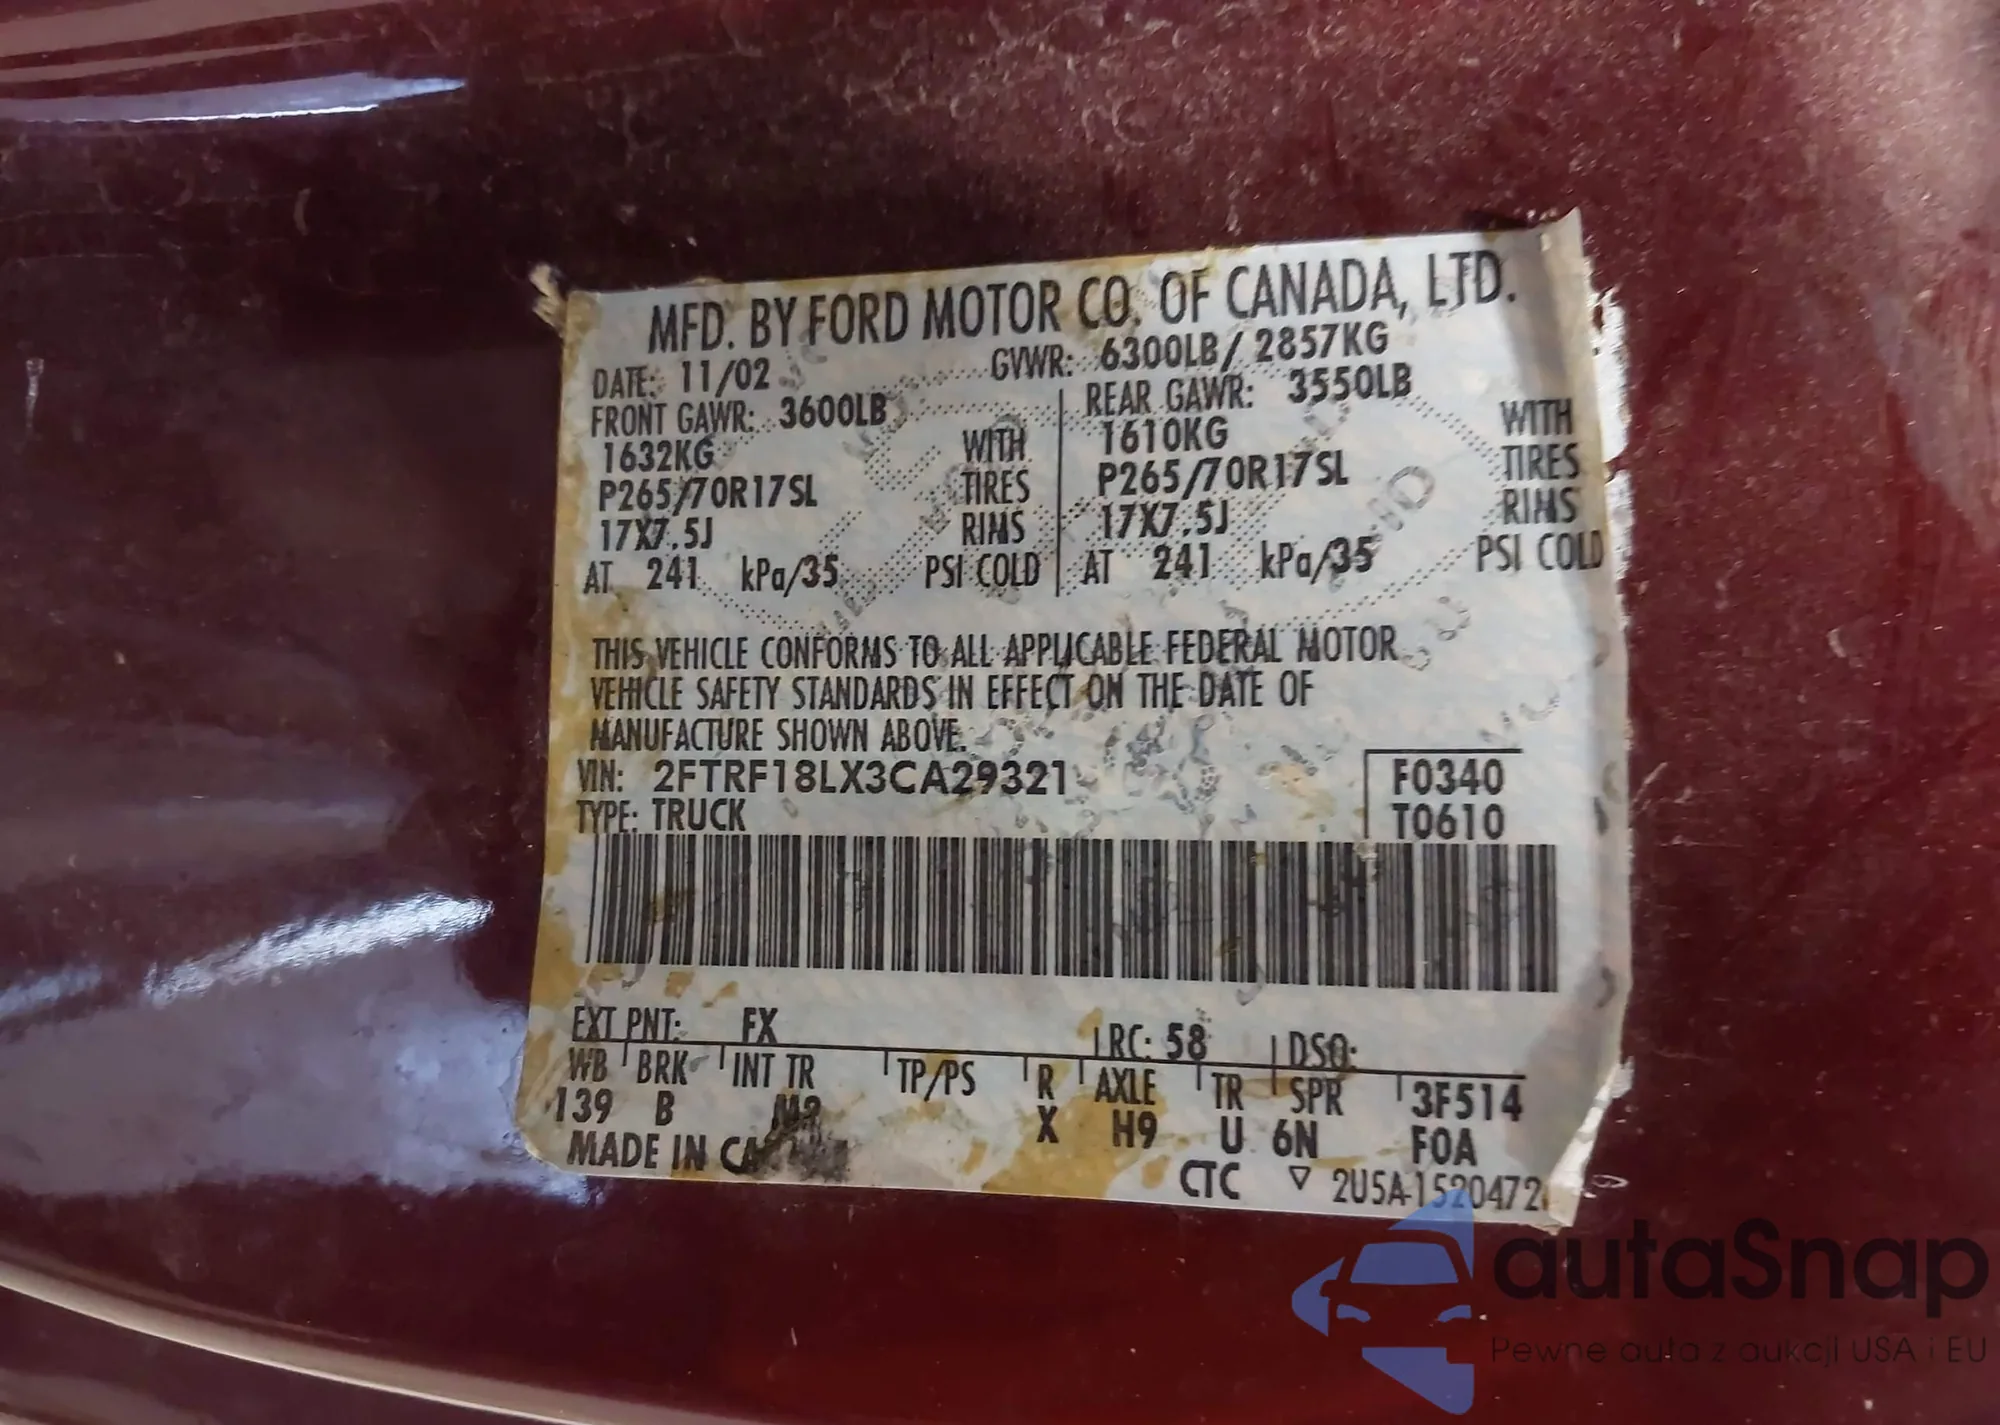 MFD. BY FORD MOTOR CO. OF CANADA, LTD.
DATE: 11/02 GVWR: 6300LB/ 2857KG
FRONT GAWR: 3600LB REAR GAWR: 3550LB
1632KG WITH 1610KG WITH
P265/70R17SL TIRES P265/70R17SL TIRES
17X7.5J RIMS 17X7.5J RIMS
AT 241 kPa/35 PSI COLD AT 241 kPa/35 PSI COLD
THIS VEHICLE CONFORMS TO ALL APPLICABLE FEDERAL MOTOR
VEHICLE SAFETY STANDARDS IN EFFECT ON THE DATE OF
MANUFACTURE SHOWN ABOVE.
VIN: 2FTRF18LX3CA29321 F0340
TYPE: TRUCK T0610
EXT PNT: FX RC: 58 DSO:
WB BRK INT TR TP/PS R AXLE TR SPR 3F514
139 B X H9 U 6N F0A
MADE IN CTC ▽ 2U5A-1520472
autaSnap
Pewne auta z aukcji USA i EU